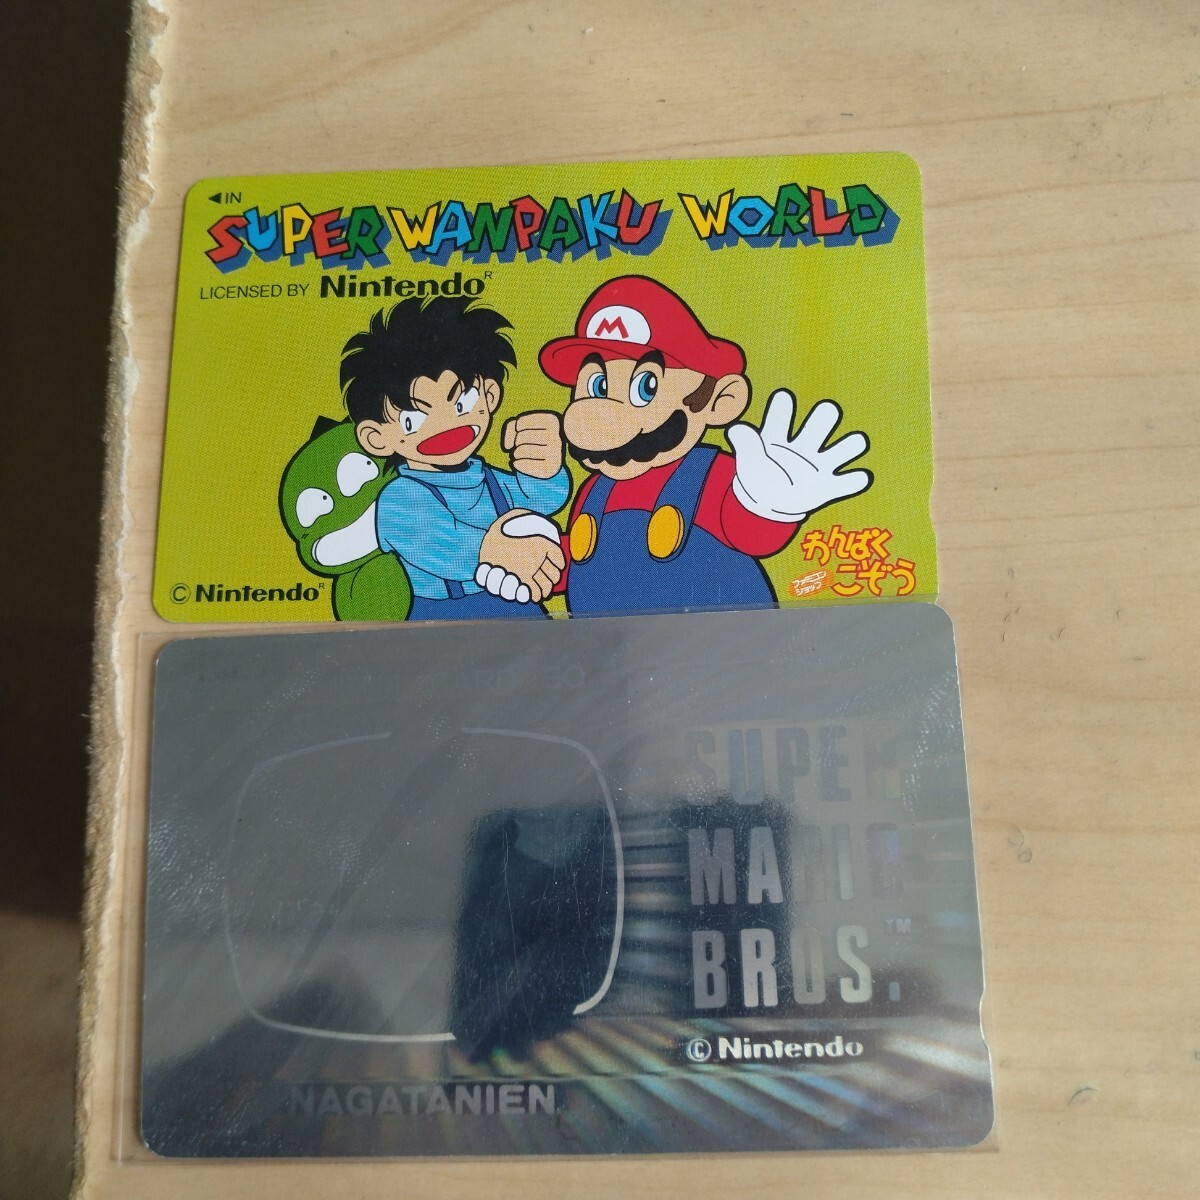 ◀IN
SUPER WANPAKU WORLD
LICENSED BY Nintendo®
M
わんぱく
こぞう
ファミコン
ショップ
© Nintendo®
SUPER
MARIO
BROS.™
© Nintendo
NAGATANIEN